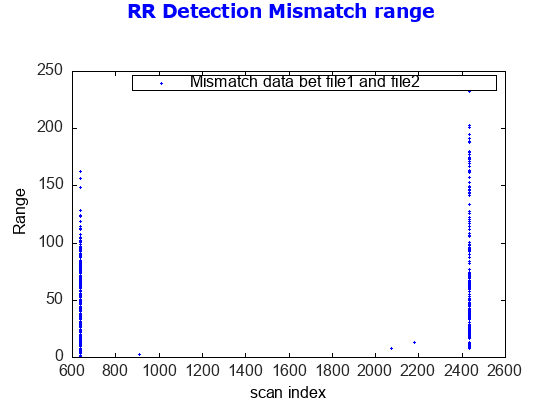 RR Detection Mismatch range
250
Mismatch data bet file1 and file2
200
150
Range
100
50
0
600 800 1000 1200 1400 1600 1800 2000 2200 2400 2600
scan index